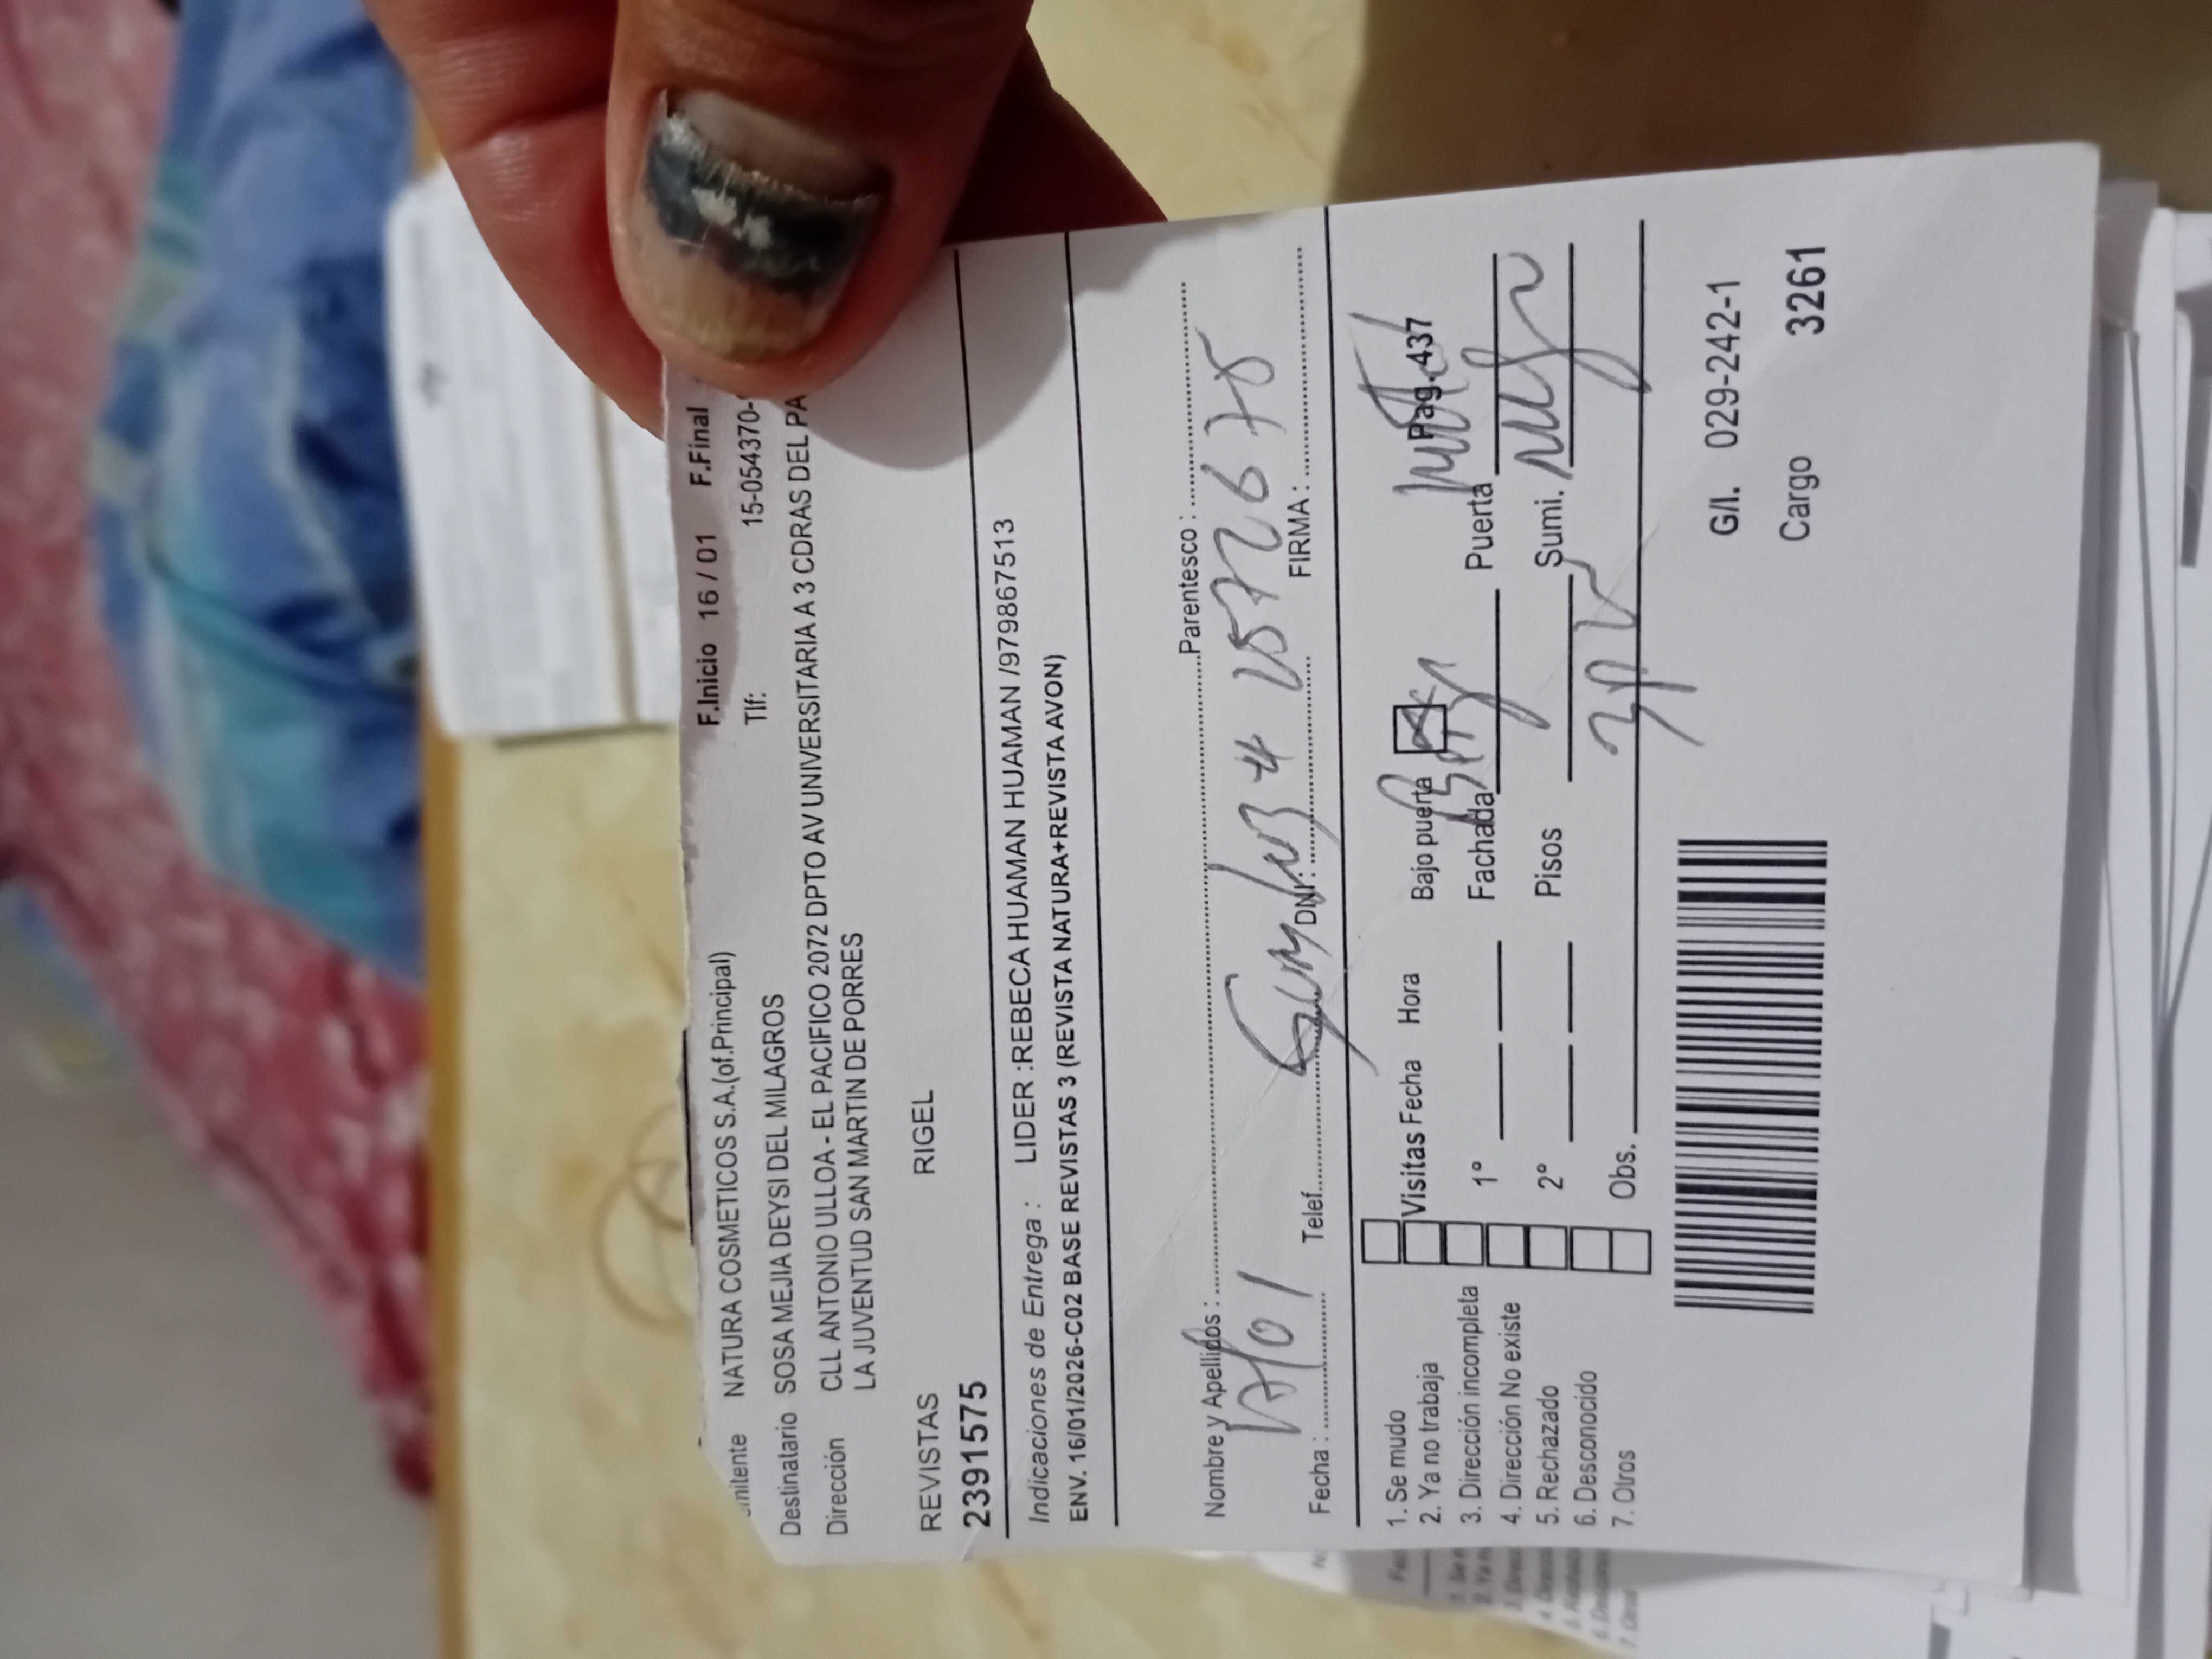 F.Inicio 16 / 01 F.Final
NATURA COSMETICOS S.A.(of.Principal) Tlf: 15-054370-
Destinatario SOSA MEJIA DEYSI DEL MILAGROS
Dirección CLL ANTONIO ULLOA - EL PACIFICO 2072 DPTO AV UNIVERSITARIA A 3 CDRAS DEL PA
LA JUVENTUD SAN MARTIN DE PORRES
REVISTAS RIGEL
2391575
Indicaciones de Entrega : LIDER :REBECA HUAMAN HUAMAN /979867513
ENV. 16/01/2026-C02 BASE REVISTAS 3 (REVISTA NATURA+REVISTA AVON)
Nombre y Apellidos : Parentesco :
Fecha : Telef. DNI : FIRMA :
1. Se mudo
2. Ya no trabaja
3. Dirección incompleta
4. Dirección No existe
5. Rechazado
6. Desconocido
7. Otros
Visitas Fecha Hora Bajo puerta Pag. 437
1° Fachada Puerta
2° Pisos Sumi.
Obs.
G/I. 029-242-1
Cargo 3261